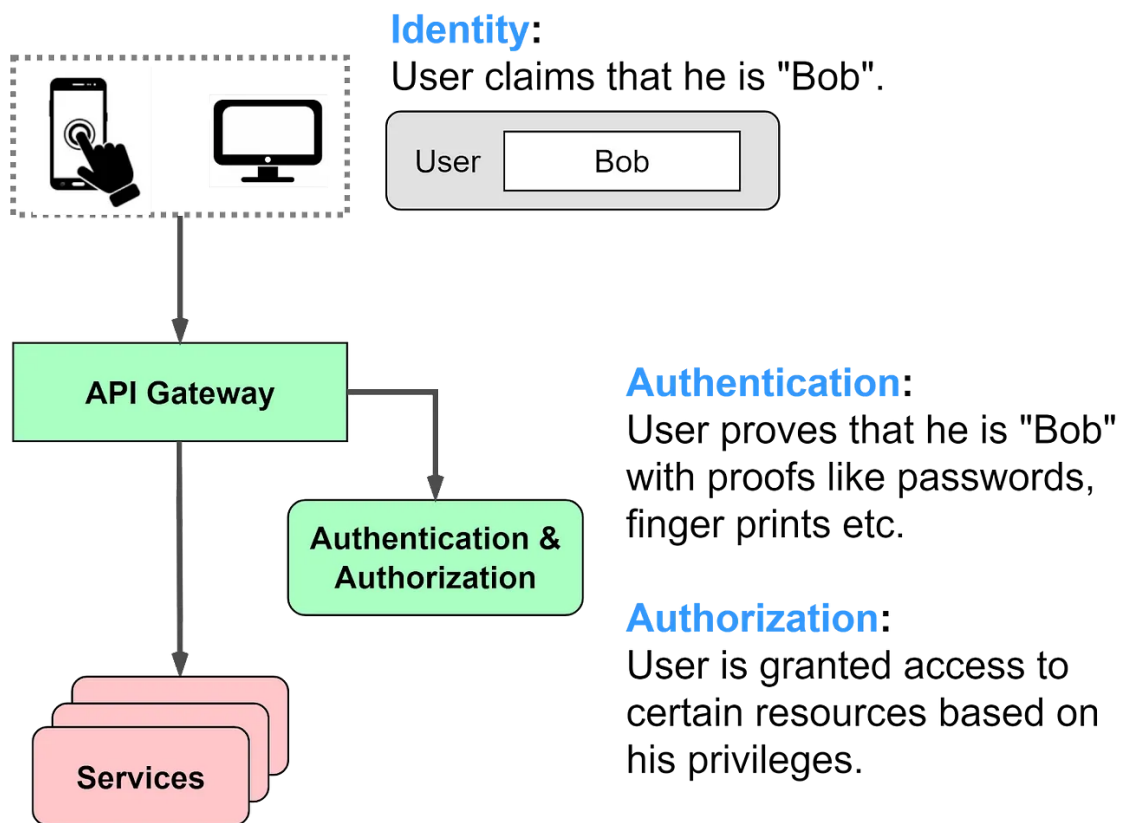 Identity:
User claims that he is "Bob".
User
Bob
API Gateway
Authentication:
User proves that he is "Bob"
with proofs like passwords,
finger prints etc.
Authentication &
Authorization
Authorization:
User is granted access to
certain resources based on
his privileges.
Services